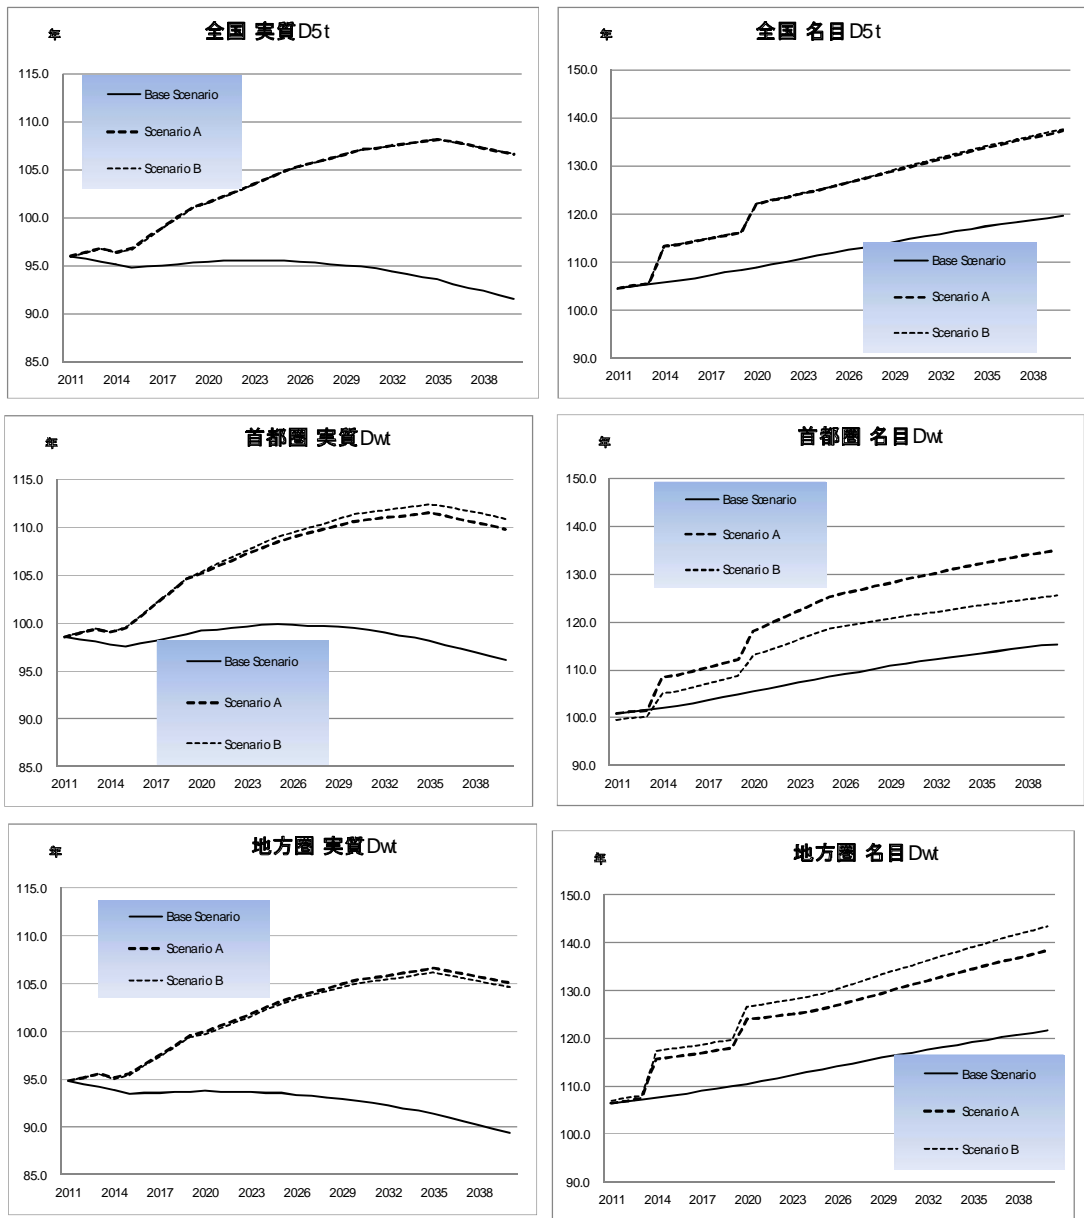 全国 実質D5t
年
115.0
110.0
105.0
100.0
95.0
90.0
85.0
2011 2014 2017 2020 2023 2026 2029 2032 2035 2038
Base Scenario
Scenario A
Scenario B
全国 名目D5t
年
150.0
140.0
130.0
120.0
110.0
100.0
90.0
2011 2014 2017 2020 2023 2026 2029 2032 2035 2038
Base Scenario
Scenario A
Scenario B
首都圏 実質Dwt
年
115.0
110.0
105.0
100.0
95.0
90.0
85.0
2011 2014 2017 2020 2023 2026 2029 2032 2035 2038
Base Scenario
Scenario A
Scenario B
首都圏 名目Dwt
年
150.0
140.0
130.0
120.0
110.0
100.0
90.0
2011 2014 2017 2020 2023 2026 2029 2032 2035 2038
Base Scenario
Scenario A
Scenario B
地方圏 実質Dwt
年
115.0
110.0
105.0
100.0
95.0
90.0
85.0
2011 2014 2017 2020 2023 2026 2029 2032 2035 2038
Base Scenario
Scenario A
Scenario B
地方圏 名目Dwt
年
150.0
140.0
130.0
120.0
110.0
100.0
90.0
2011 2014 2017 2020 2023 2026 2029 2032 2035 2038
Base Scenario
Scenario A
Scenario B